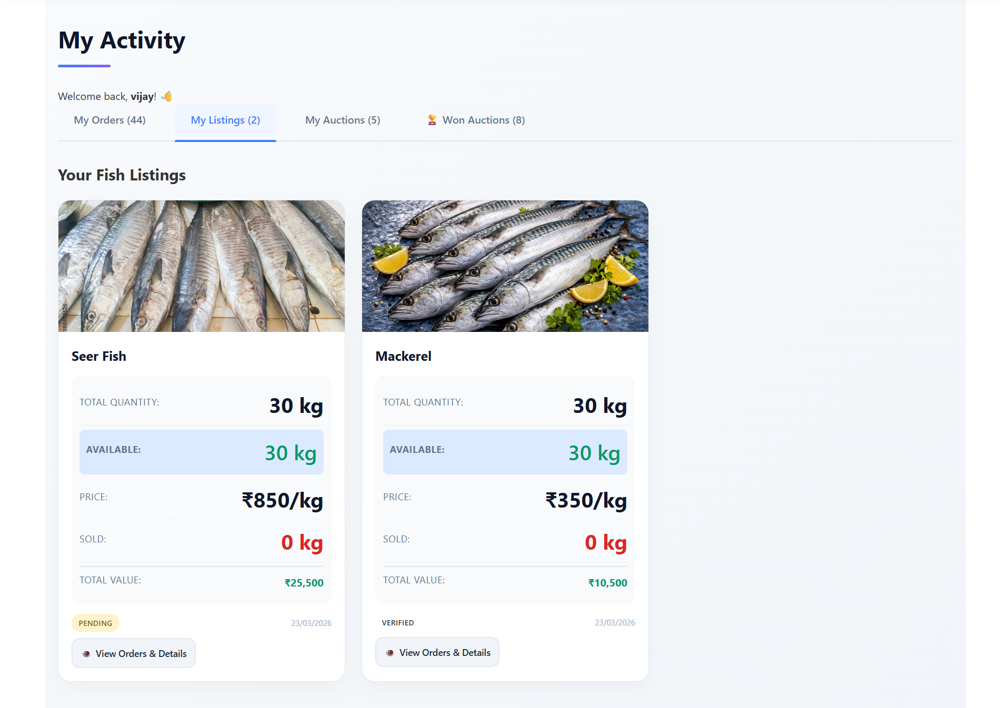 My Activity
Welcome back, vijay! 👋
My Orders (44)
My Listings (2)
My Auctions (5)
🏆 Won Auctions (8)
Your Fish Listings
588608526
Seer Fish
TOTAL QUANTITY: 30 kg
AVAILABLE: 30 kg
PRICE: ₹850/kg
SOLD: 0 kg
TOTAL VALUE: ₹25,500
PENDING 23/03/2026
View Orders & Details
Mackerel
TOTAL QUANTITY: 30 kg
AVAILABLE: 30 kg
PRICE: ₹350/kg
SOLD: 0 kg
TOTAL VALUE: ₹10,500
VERIFIED 23/03/2026
View Orders & Details